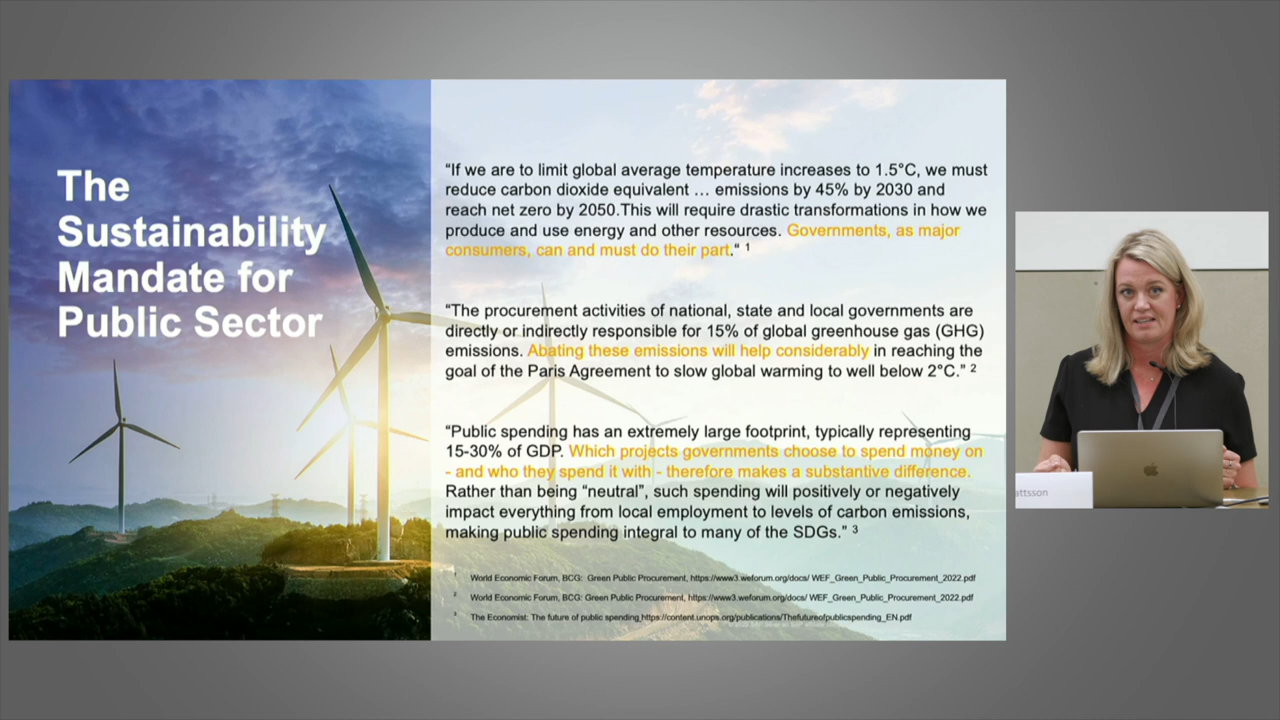 The
Sustainability
Mandate for
Public Sector
“If we are to limit global average temperature increases to 1.5°C, we must
reduce carbon dioxide equivalent … emissions by 45% by 2030 and
reach net zero by 2050.This will require drastic transformations in how we
produce and use energy and other resources. Governments, as major
consumers, can and must do their part.“ 1
“The procurement activities of national, state and local governments are
directly or indirectly responsible for 15% of global greenhouse gas (GHG)
emissions. Abating these emissions will help considerably in reaching the
goal of the Paris Agreement to slow global warming to well below 2°C.” 2
“Public spending has an extremely large footprint, typically representing
15-30% of GDP. Which projects governments choose to spend money on
- and who they spend it with - therefore makes a substantive difference.
Rather than being “neutral”, such spending will positively or negatively
impact everything from local employment to levels of carbon emissions,
making public spending integral to many of the SDGs.” 3
1 World Economic Forum, BCG: Green Public Procurement, https://www3.weforum.org/docs/ WEF_Green_Public_Procurement_2022.pdf
2 World Economic Forum, BCG: Green Public Procurement, https://www3.weforum.org/docs/ WEF_Green_Public_Procurement_2022.pdf
3 The Economist: The future of public spending,https://content.unops.org/publications/Thefutureofpublicspending_EN.pdf
attsson